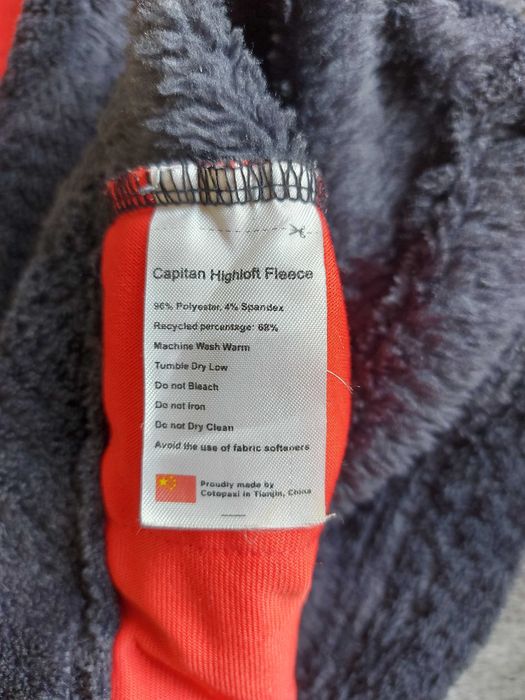 Capitan Highloft Fleece
96% Polyester, 4% Spandex
Recycled percentage: 68%
Machine Wash Warm
Tumble Dry Low
Do not Bleach
Do not Iron
Do not Dry Clean
Avoid the use of fabric softeners
Proudly made by
Cotopaxi in Tianjin, China